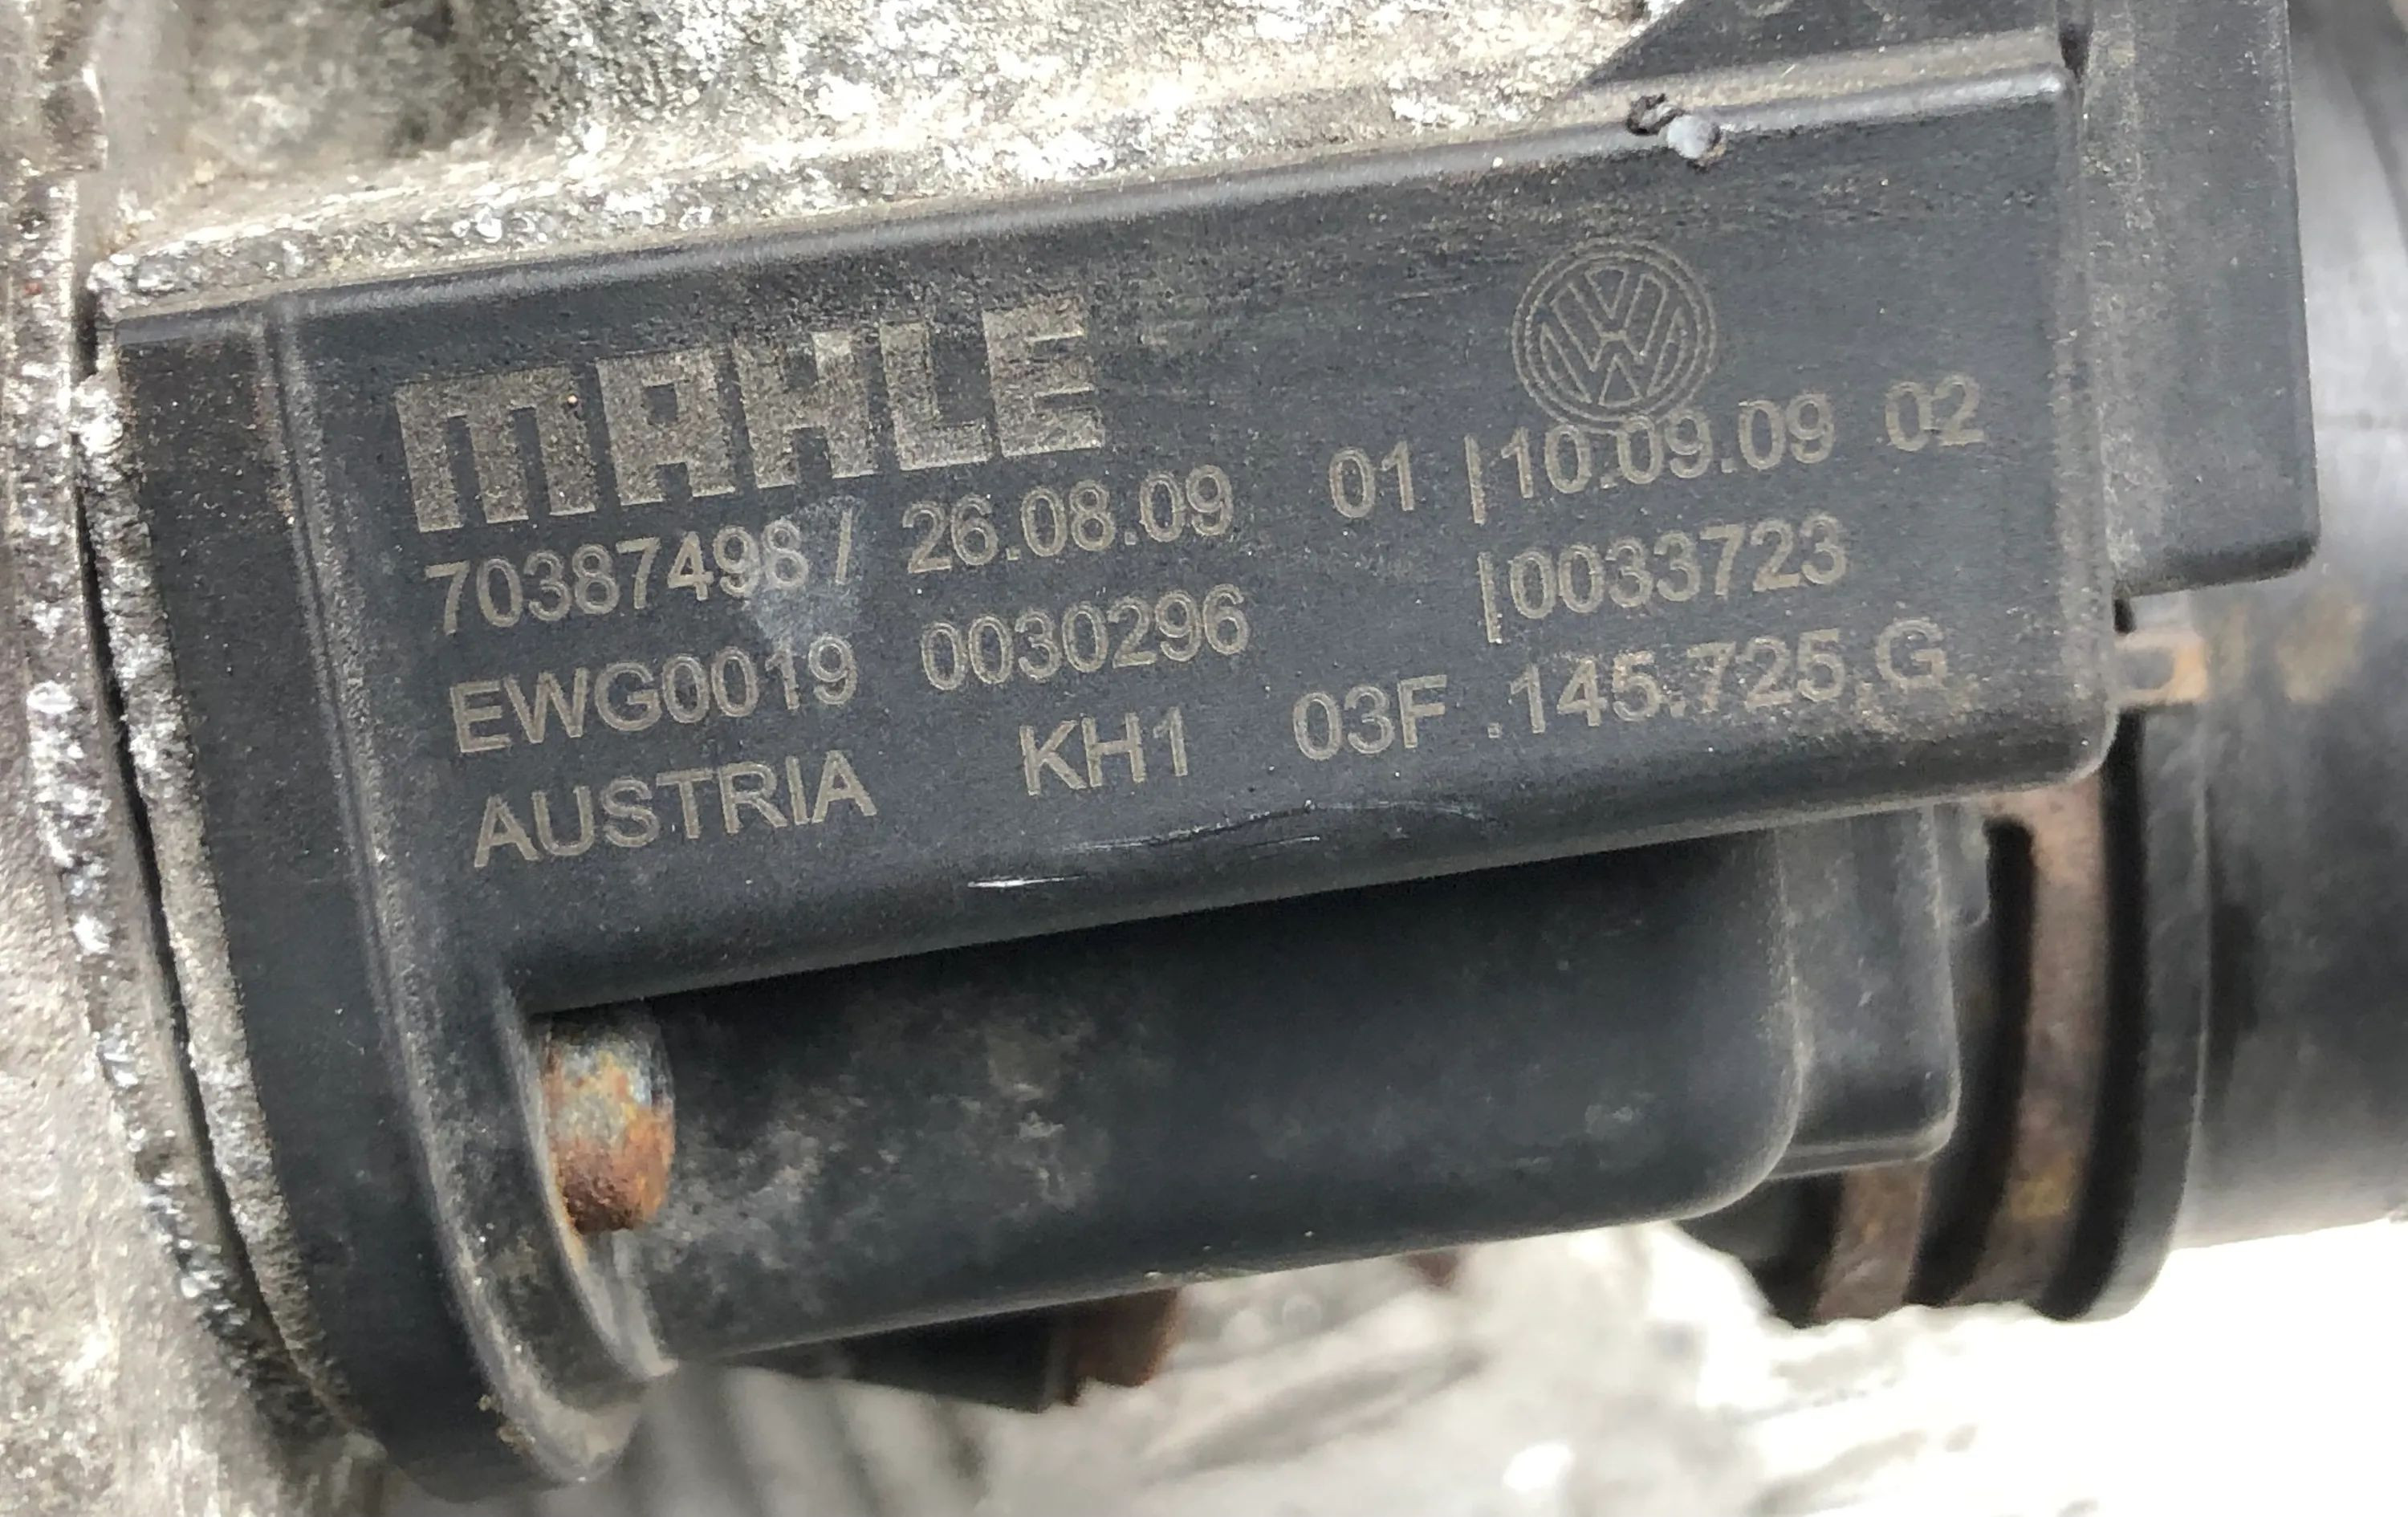 MAHLE
70387498/ 26.08.09 01 |10.09.09 02
EWG0019 0030296 |0033723
AUSTRIA KH1 03F .145.725.G